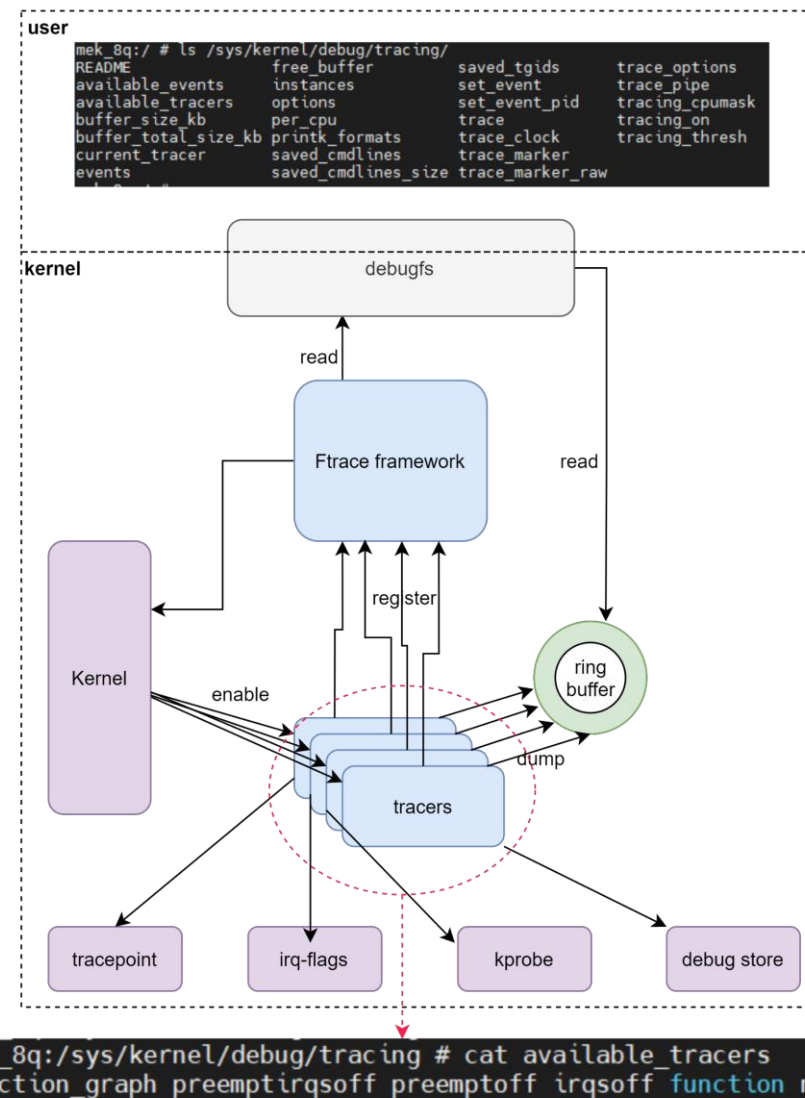 user
mek_8q:/ # ls /sys/kernel/debug/tracing/
README free_buffer saved_tgids trace_options
available_events instances set_event trace_pipe
available_tracers options set_event_pid tracing_cpumask
buffer_size_kb per_cpu trace tracing_on
buffer_total_size_kb printk_formats trace_clock tracing_thresh
current_tracer saved_cmdlines trace_marker
events saved_cmdlines_size trace_marker_raw
kernel
debugfs
read
Ftrace framework
read
register
Kernel
enable
ring
buffer
dump
tracers
tracepoint
irq-flags
kprobe
debug store
_8q:/sys/kernel/debug/tracing # cat available_tracers
ction_graph preemptirqsoff preemptoff irqsoff function